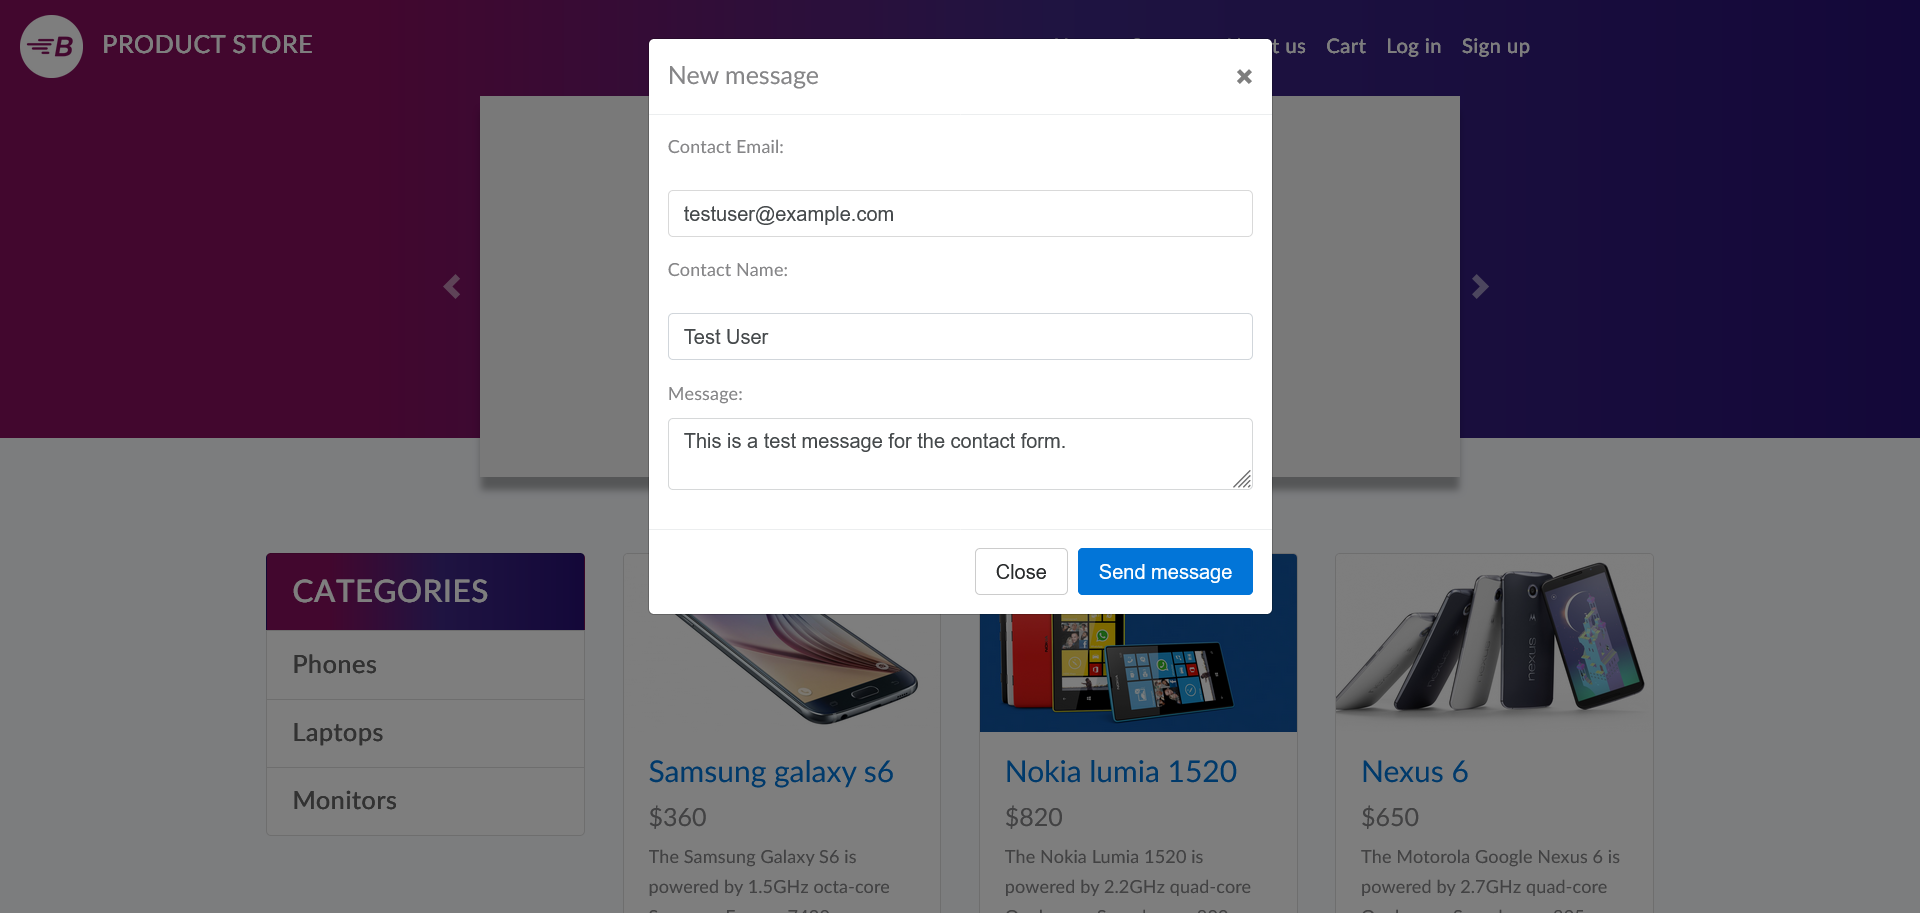 B PRODUCT STORE
t us Cart Log in Sign up
New message
Contact Email:
testuser@example.com
Contact Name:
Test User
Message:
This is a test message for the contact form.
Close Send message
CATEGORIES
Phones
Laptops
Monitors
nexus
Samsung galaxy s6
$360
The Samsung Galaxy S6 is
powered by 1.5GHz octa-core
Nokia lumia 1520
$820
The Nokia Lumia 1520 is
powered by 2.2GHz quad-core
Nexus 6
$650
The Motorola Google Nexus 6 is
powered by 2.7GHz quad-core